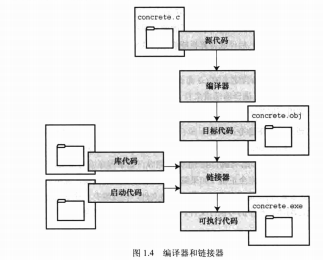 concrete.c
源代码
编译器
目标代码
concrete.obj
库代码
链接器
启动代码
concrete.exe
可执行代码
图 1.4 编译器和链接器